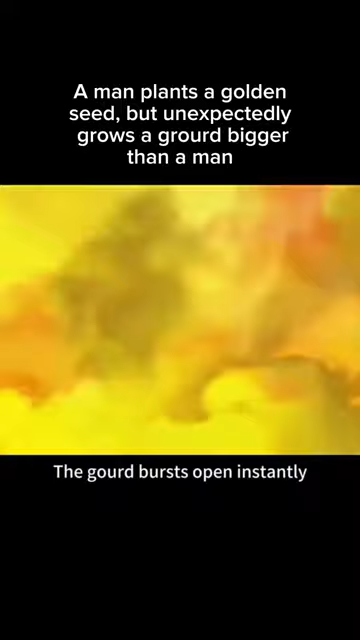 A man plants a golden
seed, but unexpectedly
grows a grourd bigger
than a man
The gourd bursts open instantly